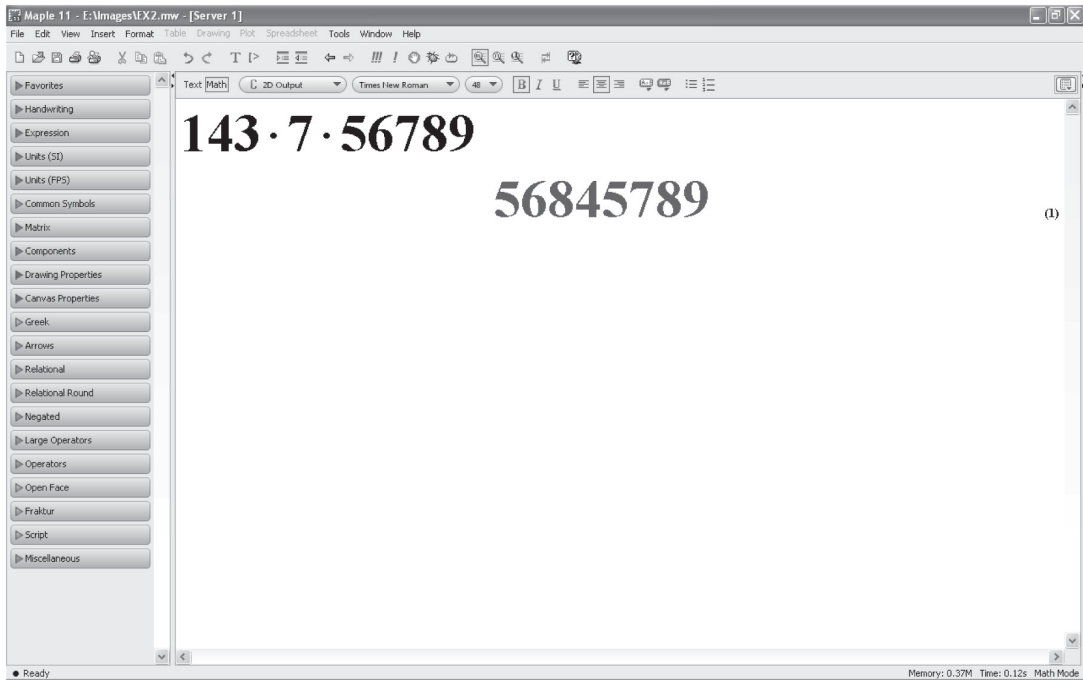 Maple 11 - E:\Images\EX2.mw - [Server 1]
File Edit View Insert Format Table Drawing Plot Spreadsheet Tools Window Help
Text Math C 2D Output Times New Roman 48 B I U
Favorites
Handwriting
Expression
Units (SI)
Units (FPS)
Common Symbols
Matrix
Components
Drawing Properties
Canvas Properties
Greek
Arrows
Relational
Relational Round
Negated
Large Operators
Operators
Open Face
Fraktur
Script
Miscellaneous
143 · 7 · 56789
56845789 (1)
Ready Memory: 0.37M Time: 0.12s Math Mode